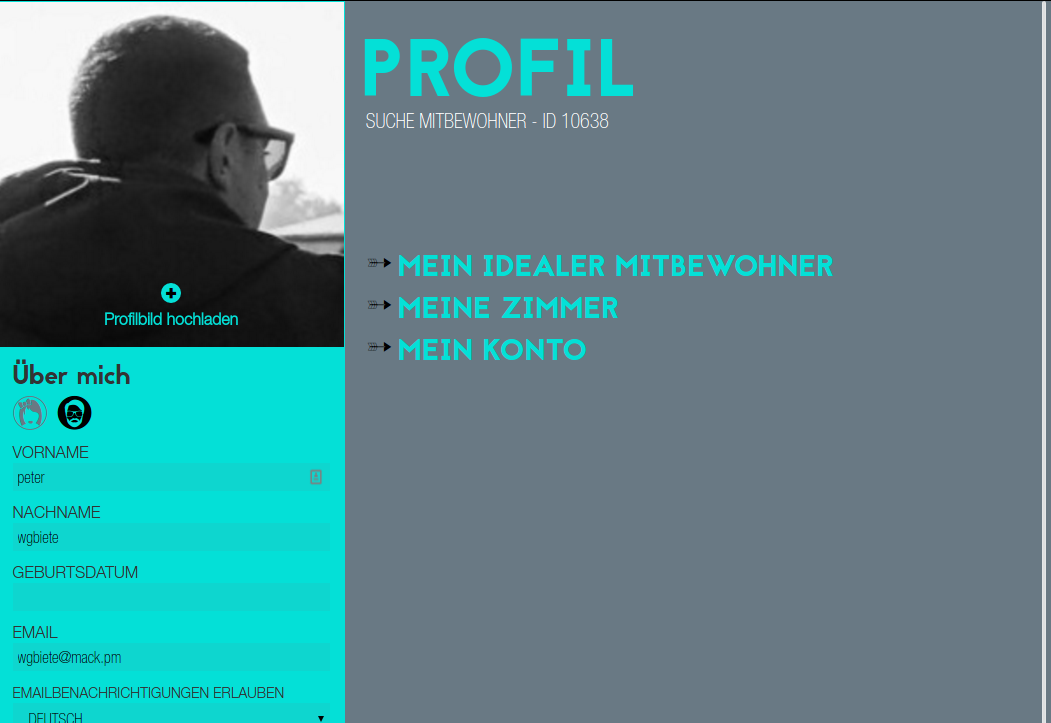 PROFIL
SUCHE MITBEWOHNER - ID 10638
MEIN IDEALER MITBEWOHNER
MEINE ZIMMER
MEIN KONTO
Profilbild hochladen
Über mich
VORNAME
peter
NACHNAME
wgbiete
GEBURTSDATUM
EMAIL
wgbiete@mack.pm
EMAILBENACHRICHTIGUNGEN ERLAUBEN
DEUTSCH